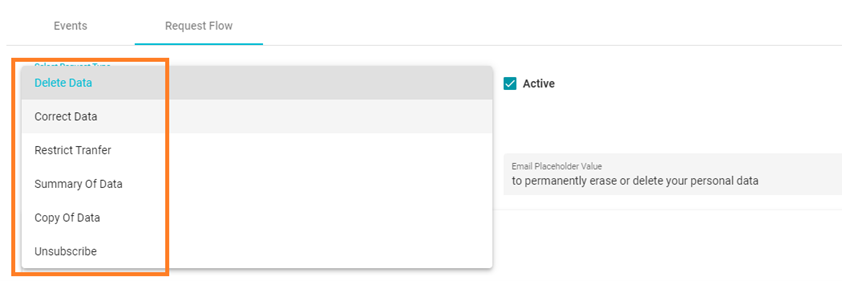 Events
Request Flow
Select Request Type
Delete Data
Active
Correct Data
Restrict Tranfer
Email Placeholder Value
to permanently erase or delete your personal data
Summary Of Data
Copy Of Data
Unsubscribe